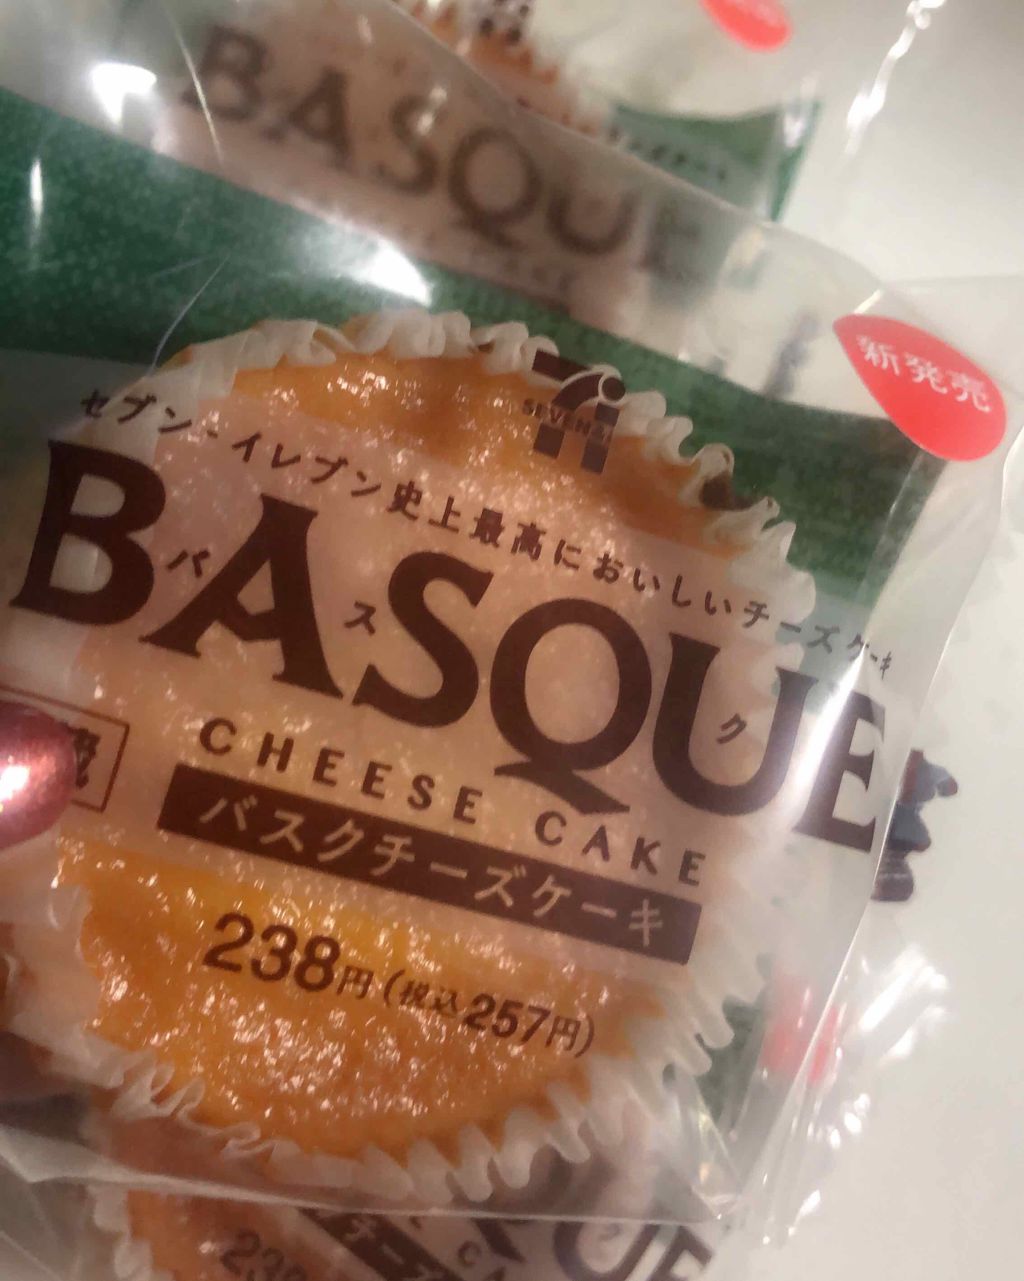 BASQUE
新発売
SEVEN & i
セブン-イレブン史上最高においしいチーズケーキ
BASQUE
バスク
CHEESE CAKE
バスクチーズケーキ
238円(税込257円)